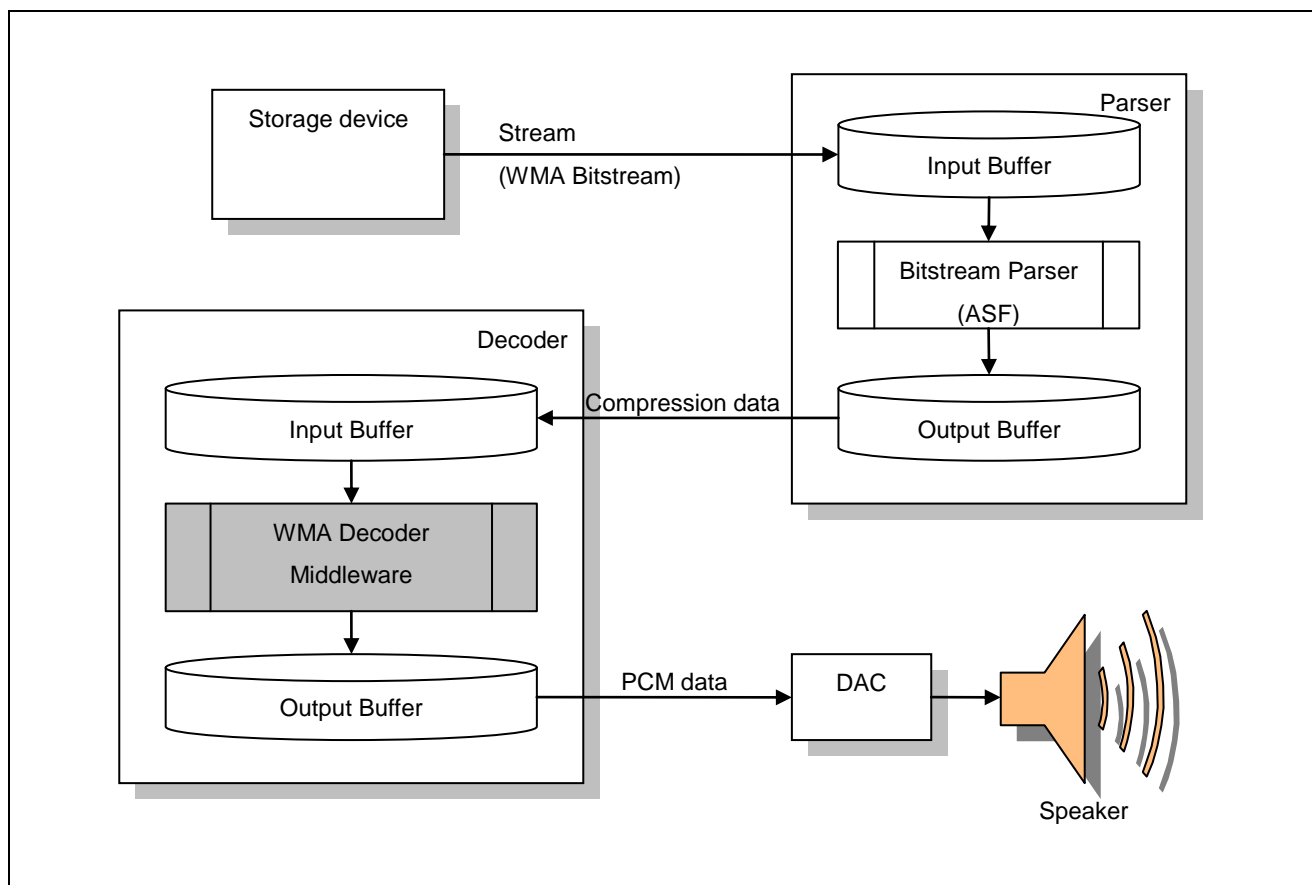 Storage device
Stream
(WMA Bitstream)
Parser
Input Buffer
Bitstream Parser
(ASF)
Output Buffer
Compression data
Decoder
Input Buffer
WMA Decoder
Middleware
Output Buffer
PCM data
DAC
Speaker